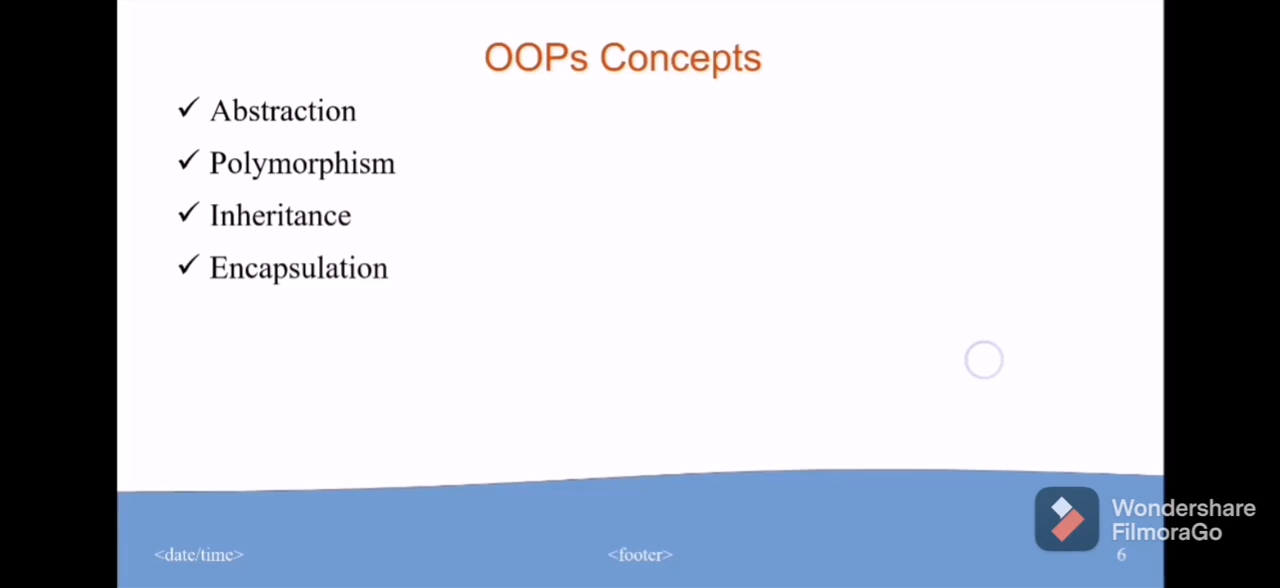 OOPs Concepts
✓ Abstraction
✓ Polymorphism
✓ Inheritance
✓ Encapsulation
Wondershare
FilmoraGo
<date/time>
<footer>
6